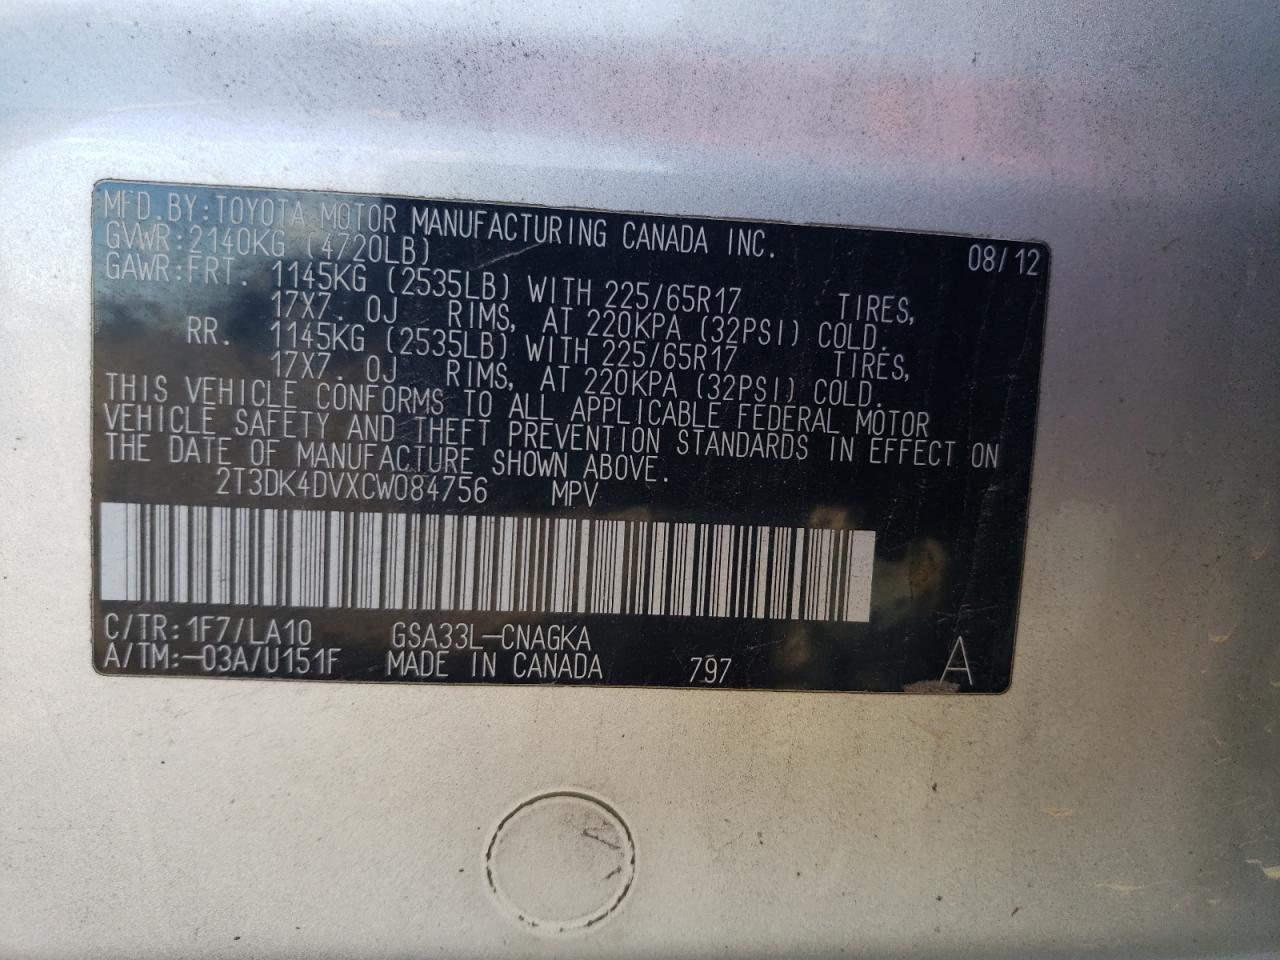 MFD.BY:TOYOTA MOTOR MANUFACTURING CANADA INC. 08/12
GVWR:2140KG (4720LB)
GAWR:FRT. 1145KG (2535LB) WITH 225/65R17 TIRES,
17X7. 0J RIMS, AT 220KPA (32PSI) COLD.
RR. 1145KG (2535LB) WITH 225/65R17 TIRES,
17X7. 0J RIMS, AT 220KPA (32PSI) COLD.
THIS VEHICLE CONFORMS TO ALL APPLICABLE FEDERAL MOTOR
VEHICLE SAFETY AND THEFT PREVENTION STANDARDS IN EFFECT ON
THE DATE OF MANUFACTURE SHOWN ABOVE.
2T3DK4DVXCW084756 MPV
C/TR:1F7/LA10 GSA33L-CNAGKA
A/TM:-03A/U151F MADE IN CANADA 797 A